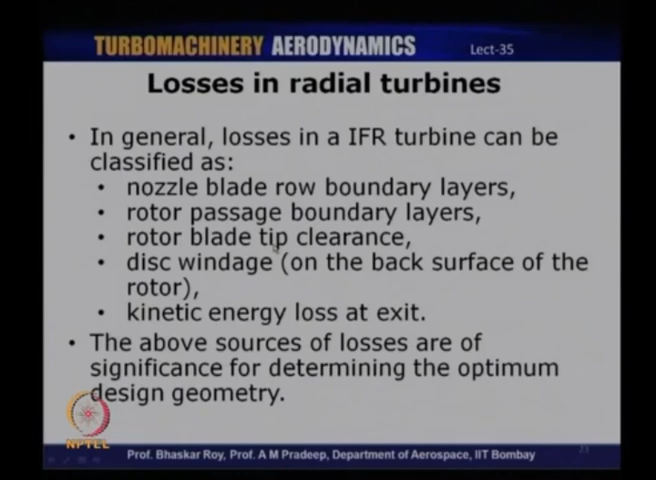 TURBOMACHINERY AERODYNAMICS Lect-35
Losses in radial turbines
• In general, losses in a IFR turbine can be
classified as:
• nozzle blade row boundary layers,
• rotor passage boundary layers,
• rotor blade tip clearance,
• disc windage (on the back surface of the
rotor),
• kinetic energy loss at exit.
• The above sources of losses are of
significance for determining the optimum
design geometry.
NPTEL
Prof. Bhaskar Roy, Prof. A M Pradeep, Department of Aerospace, IIT Bombay